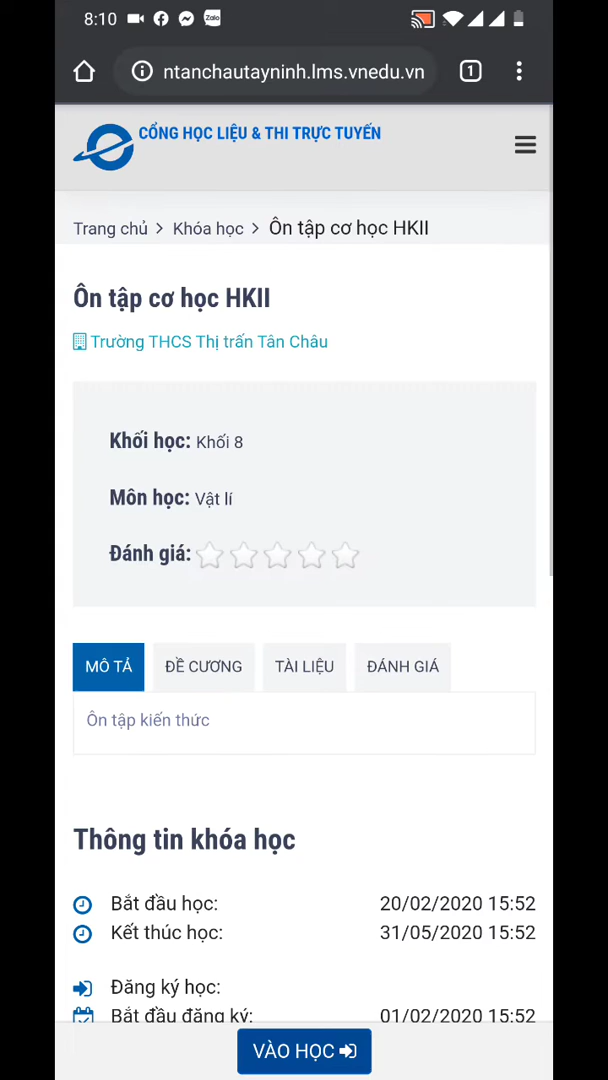 8:10 Zalo
ntanchautayninh.lms.vnedu.vn 1
CỔNG HỌC LIỆU & THI TRỰC TUYẾN
Trang chủ > Khóa học > Ôn tập cơ học HKII
Ôn tập cơ học HKII
Trường THCS Thị trấn Tân Châu
Khối học: Khối 8
Môn học: Vật lí
Đánh giá:
MÔ TẢ ĐỀ CƯƠNG TÀI LIỆU ĐÁNH GIÁ
Ôn tập kiến thức
Thông tin khóa học
Bắt đầu học: 20/02/2020 15:52
Kết thúc học: 31/05/2020 15:52
Đăng ký học:
Bắt đầu đăng ký: 01/02/2020 15:52
VÀO HỌC